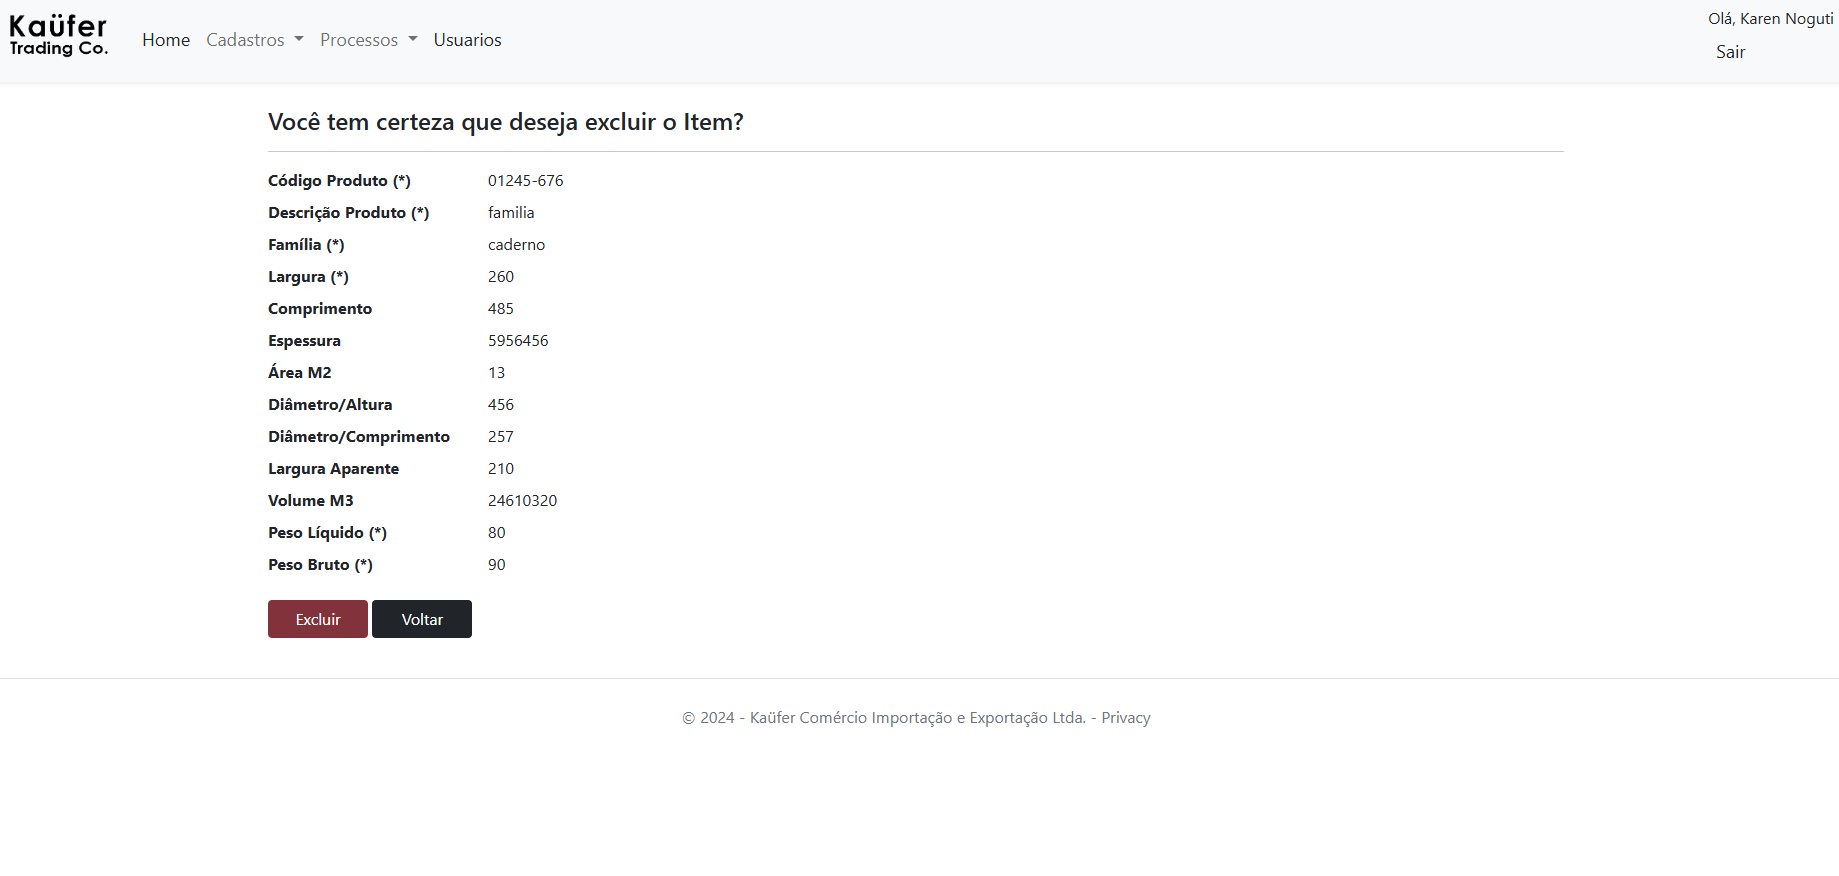 Kaüfer
Trading Co.
Home Cadastros Processos Usuarios
Olá, Karen Noguti
Sair
Você tem certeza que deseja excluir o Item?
Código Produto (*) 01245-676
Descrição Produto (*) familia
Família (*) caderno
Largura (*) 260
Comprimento 485
Espessura 5956456
Área M2 13
Diâmetro/Altura 456
Diâmetro/Comprimento 257
Largura Aparente 210
Volume M3 24610320
Peso Líquido (*) 80
Peso Bruto (*) 90
Excluir Voltar
© 2024 - Kaüfer Comércio Importação e Exportação Ltda. - Privacy